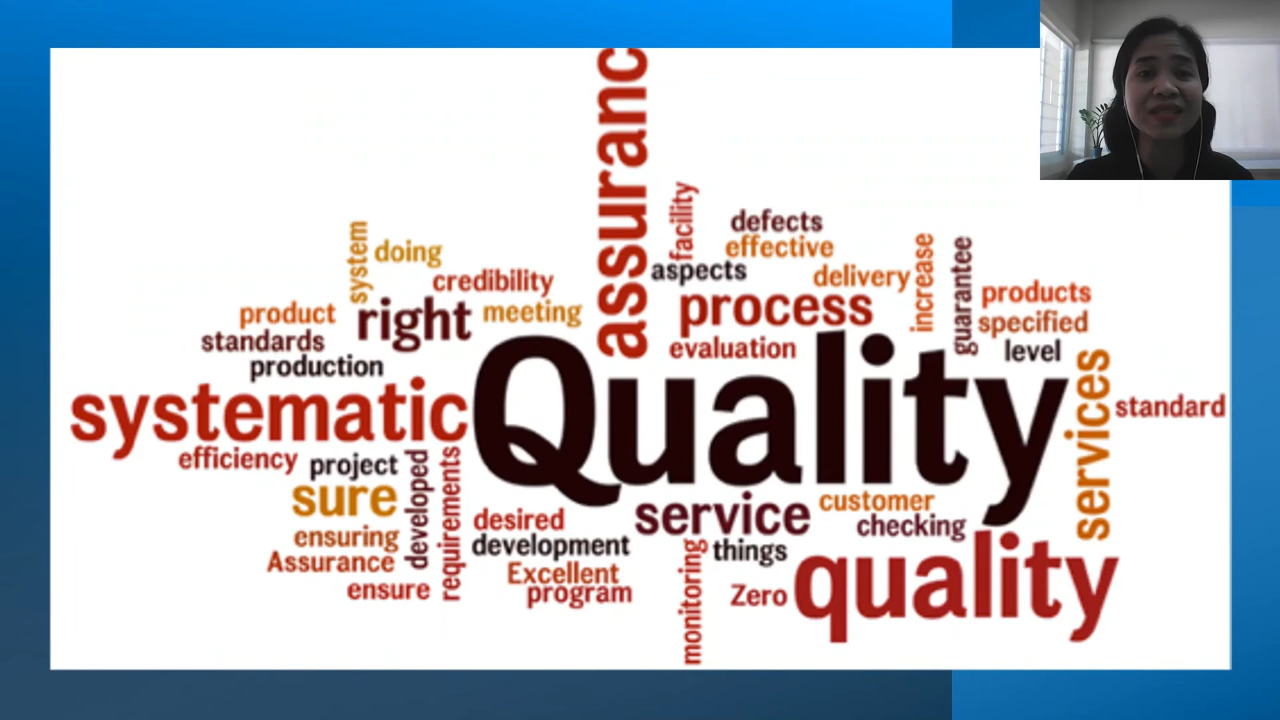 assuranc
facility
defects
effective
aspects
delivery
increase
guarantee
system
doing
credibility
product
right
meeting
process
products
specified
standards
evaluation
level
production
systematic
Quality
services
standard
efficiency
project
developed
requirements
sure
desired
service
customer
checking
ensuring
development
things
Assurance
Excellent
monitoring
quality
ensure
program
Zero